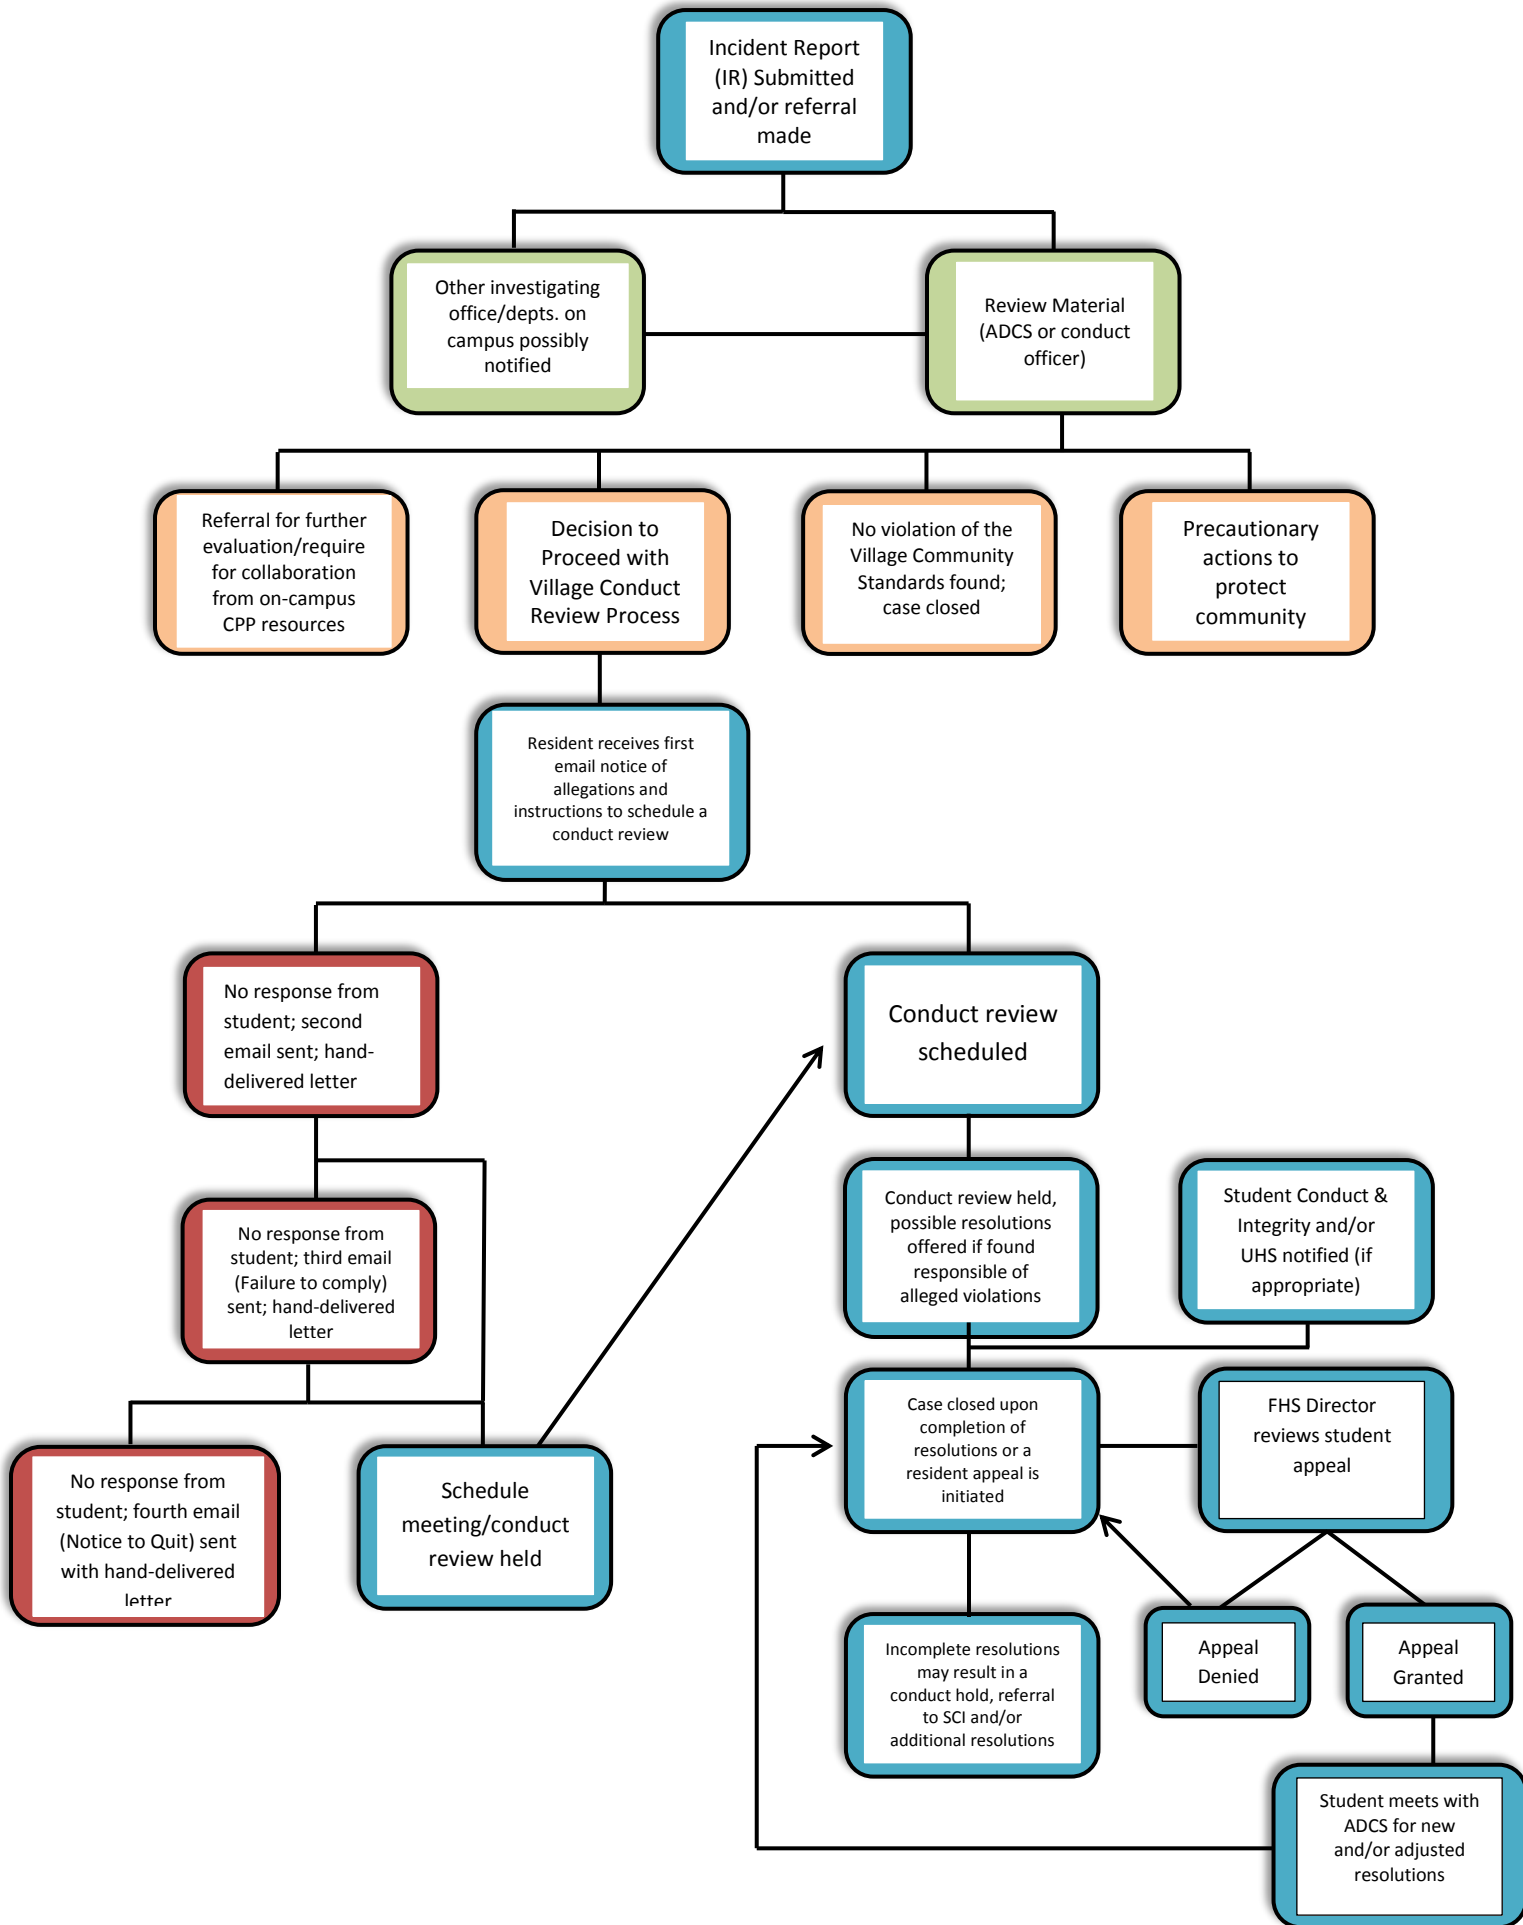 Incident Report
(IR) Submitted
and/or referral
made
Other investigating
office/depts. on
campus possibly
notified
Review Material
(ADCS or conduct
officer)
Referral for further
evaluation/require
for collaboration
from on-campus
CPP resources
Decision to
Proceed with
Village Conduct
Review Process
No violation of the
Village Community
Standards found;
case closed
Precautionary
actions to
protect
community
Resident receives first
email notice of
allegations and
instructions to schedule a
conduct review
No response from
student; second
email sent; hand-
delivered letter
Conduct review
scheduled
No response from
student; third email
(Failure to comply)
sent; hand-delivered
letter
Conduct review held,
possible resolutions
offered if found
responsible of
alleged violations
Student Conduct &
Integrity and/or
UHS notified (if
appropriate)
No response from
student; fourth email
(Notice to Quit) sent
with hand-delivered
letter
Schedule
meeting/conduct
review held
Case closed upon
completion of
resolutions or a
resident appeal is
initiated
FHS Director
reviews student
appeal
Incomplete resolutions
may result in a
conduct hold, referral
to SCI and/or
additional resolutions
Appeal
Denied
Appeal
Granted
Student meets with
ADCS for new
and/or adjusted
resolutions